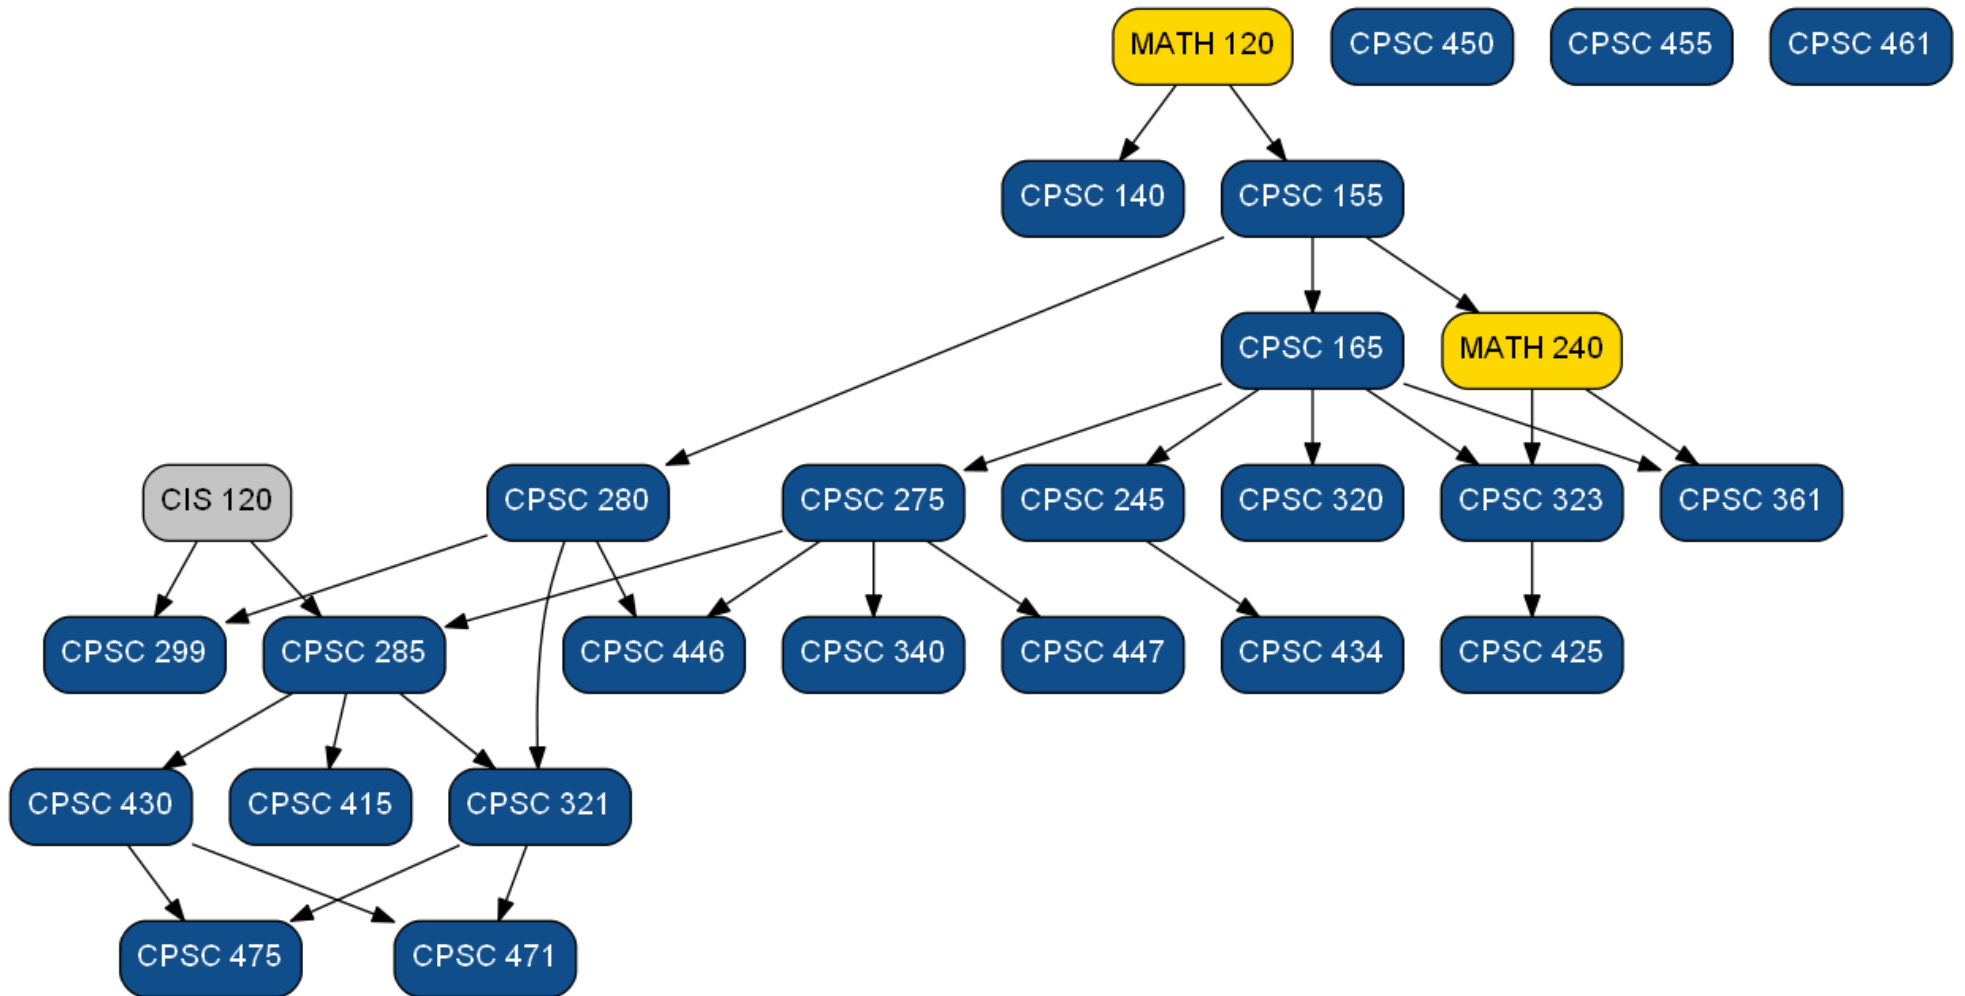 MATH 120
CPSC 450
CPSC 455
CPSC 461
CPSC 140
CPSC 155
CPSC 165
MATH 240
CIS 120
CPSC 280
CPSC 275
CPSC 245
CPSC 320
CPSC 323
CPSC 361
CPSC 299
CPSC 285
CPSC 446
CPSC 340
CPSC 447
CPSC 434
CPSC 425
CPSC 430
CPSC 415
CPSC 321
CPSC 475
CPSC 471